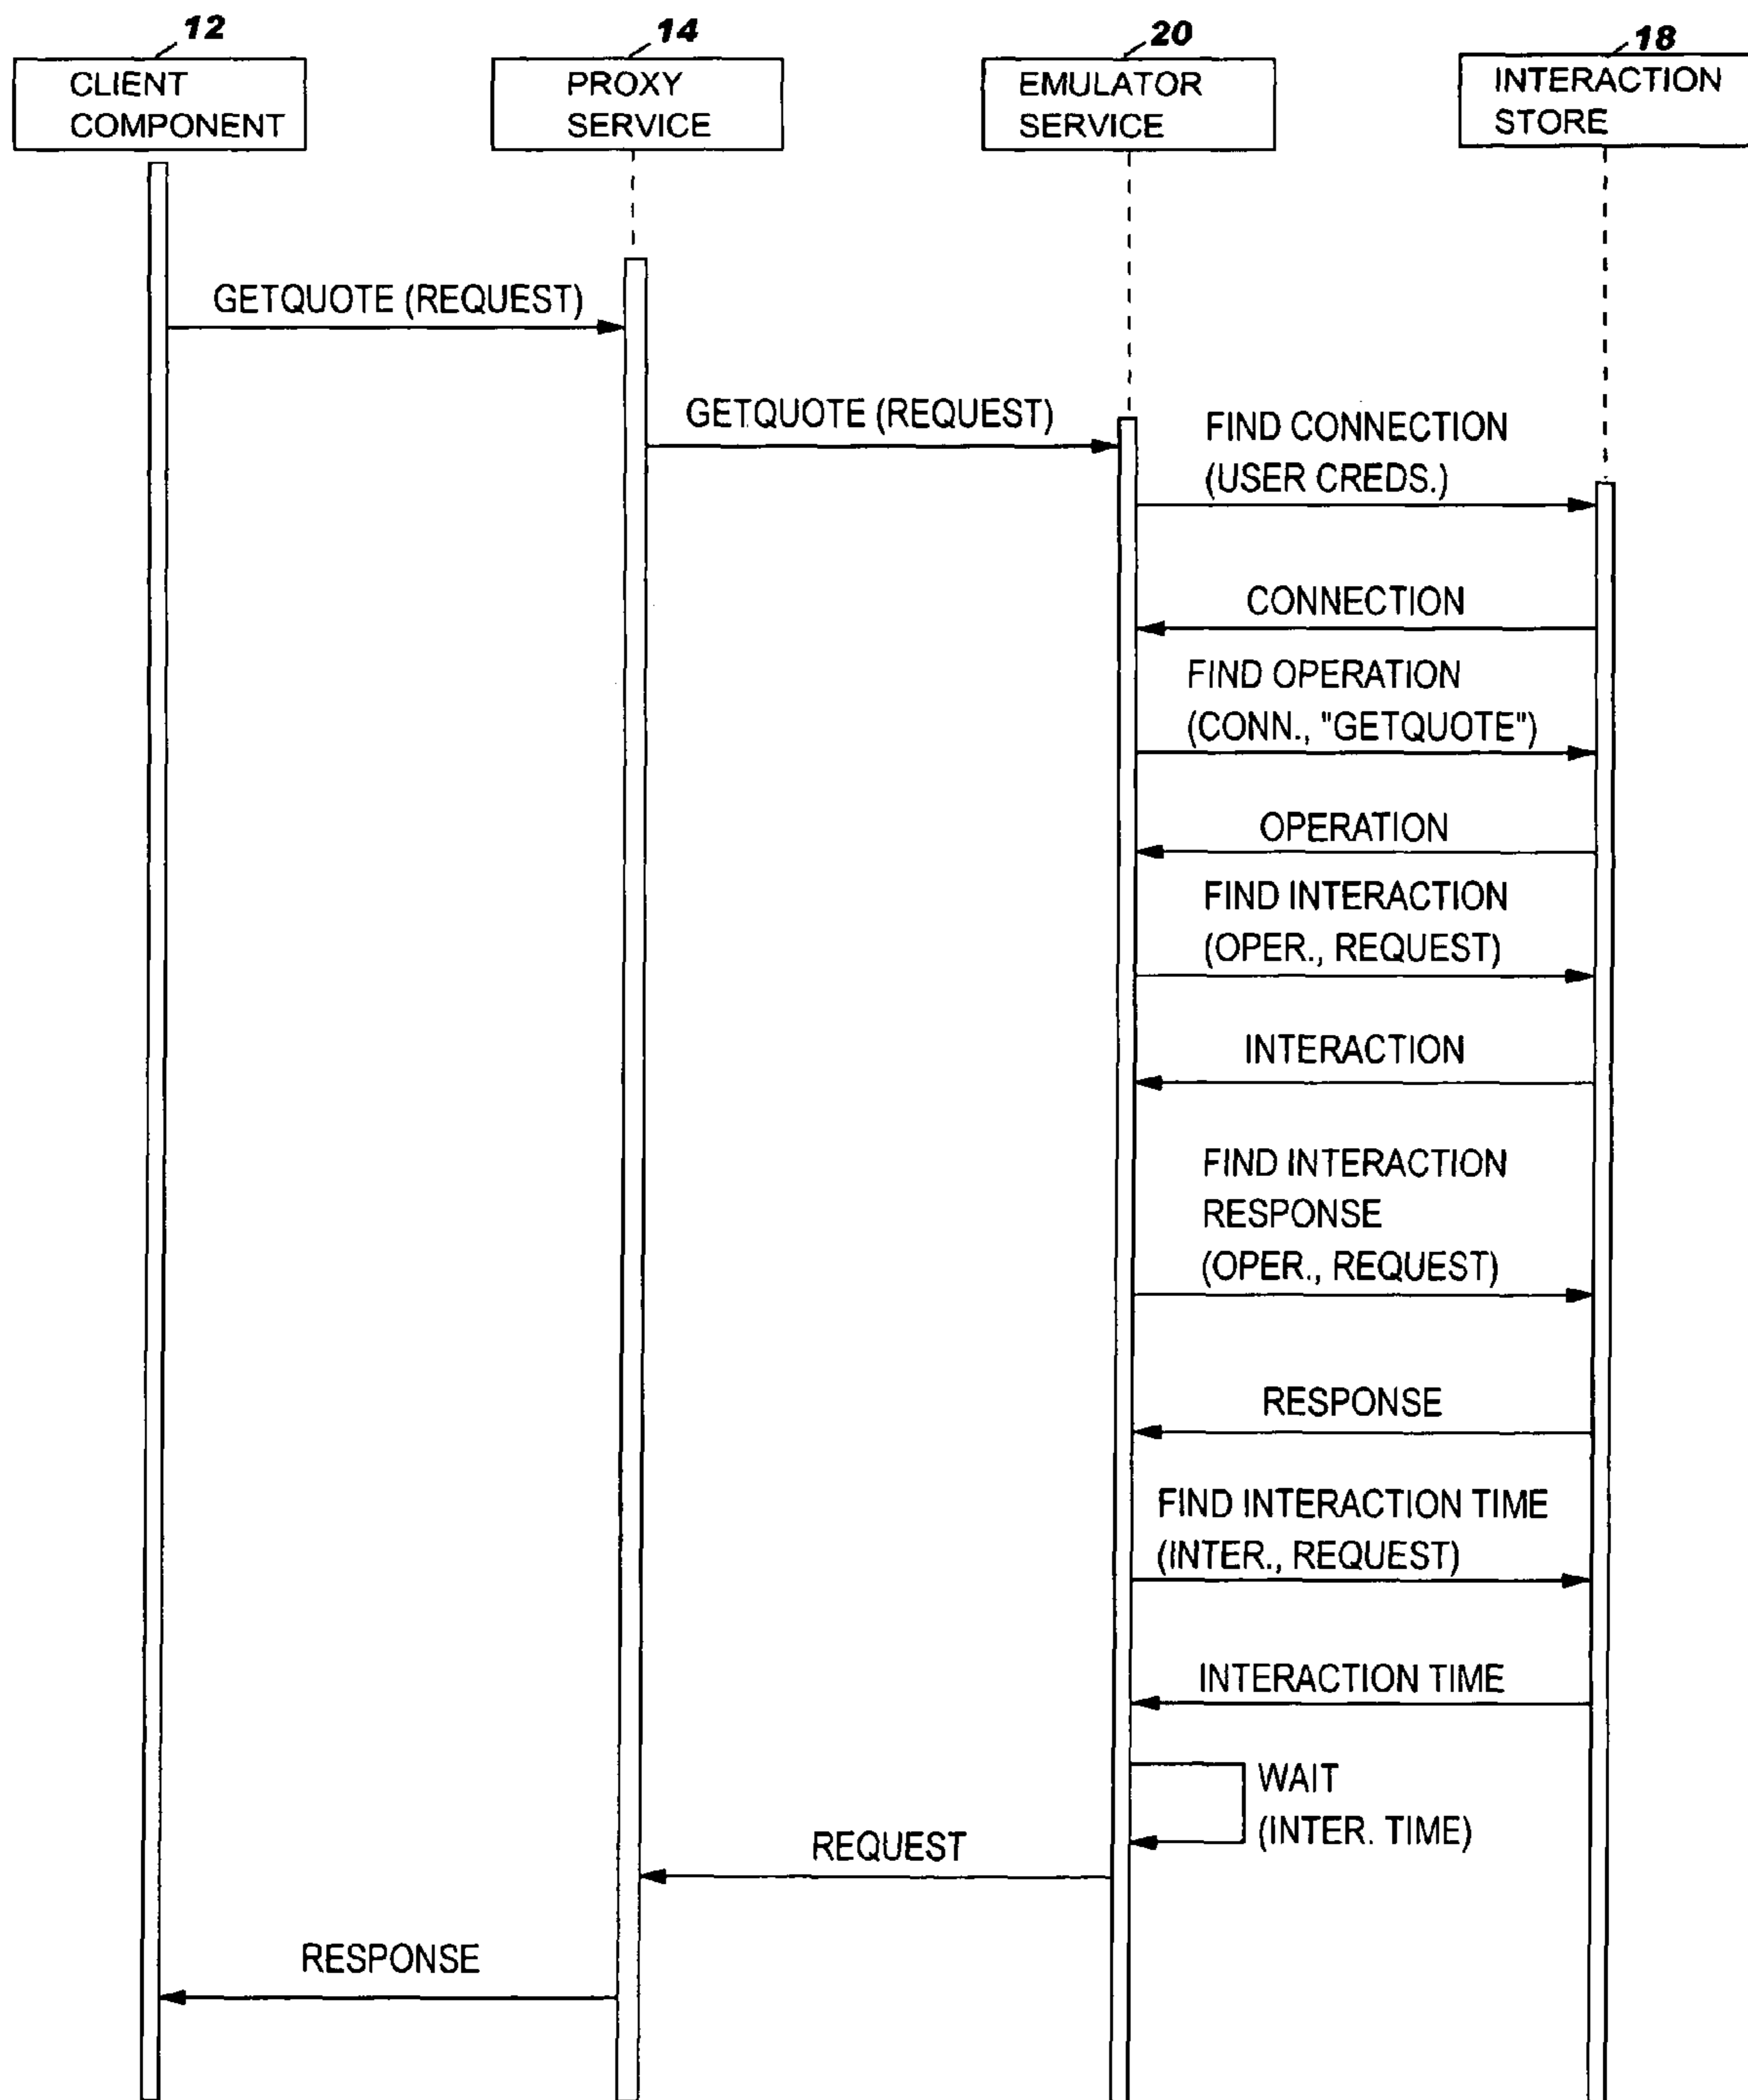 12
14
20
18
CLIENT
COMPONENT
PROXY
SERVICE
EMULATOR
SERVICE
INTERACTION
STORE
GETQUOTE (REQUEST)
GETQUOTE (REQUEST)
FIND CONNECTION
(USER CREDS.)
CONNECTION
FIND OPERATION
(CONN., "GETQUOTE")
OPERATION
FIND INTERACTION
(OPER., REQUEST)
INTERACTION
FIND INTERACTION
RESPONSE
(OPER., REQUEST)
RESPONSE
FIND INTERACTION TIME
(INTER., REQUEST)
INTERACTION TIME
WAIT
(INTER. TIME)
REQUEST
RESPONSE